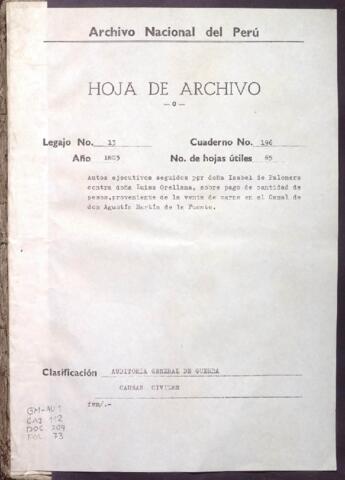 Archivo Nacional del Perú
HOJA DE ARCHIVO
—o—
Legajo No. 13 Cuaderno No. 196
Año 1803 No. de hojas útiles 65
Autos ejecutivos seguidos por doña Isabel de Palomera
contra doña Luisa Orellana, sobre pago de cantidad de
pesos, proveniente de la venta de carne en el Camal de
don Agustín Martín de la Fuente.
Clasificación AUDITORIA GENERAL DE GUERRA
CAUSAS CIVILES
GM-AU1
CAJ 112
DOC 209
FOL. 73